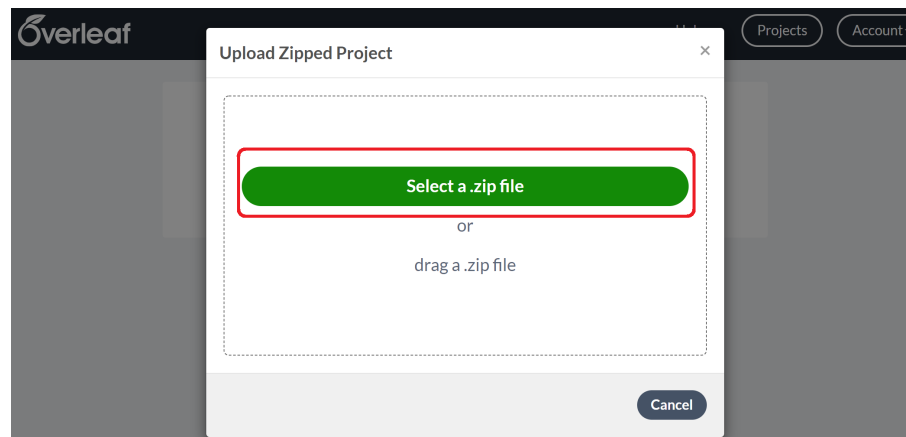 Overleaf
Projects
Account
Upload Zipped Project
×
Select a .zip file
or
drag a .zip file
Cancel